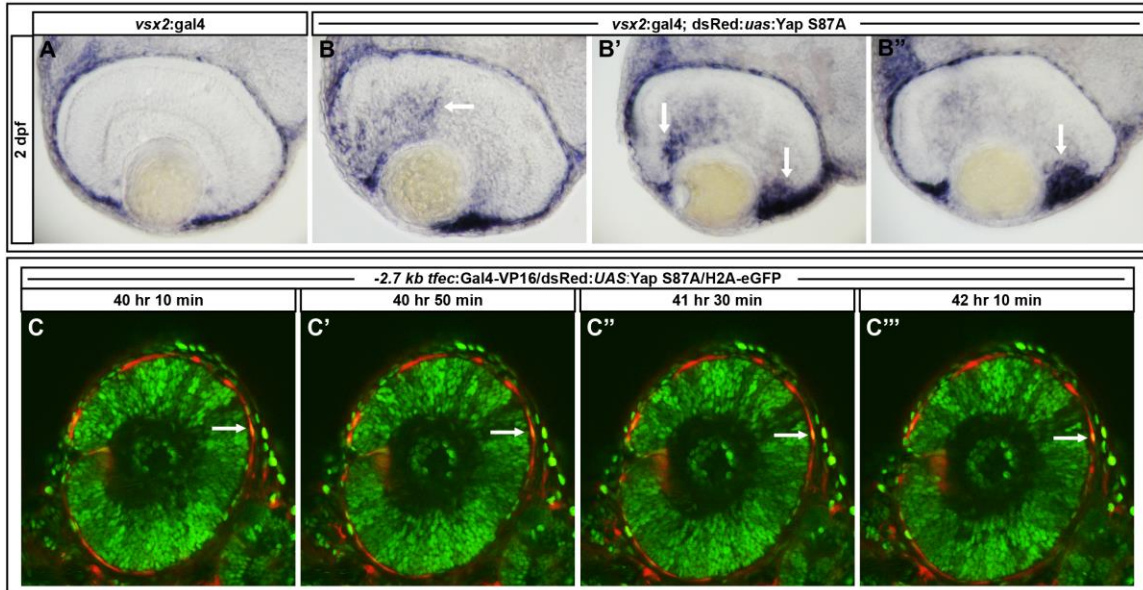 vsx2:gal4
vsx2:gal4; dsRed:uas:Yap S87A
2 dpf
A
B
B'
B''
-2.7 kb tfec:Gal4-VP16/dsRed:UAS:Yap S87A/H2A-eGFP
40 hr 10 min
40 hr 50 min
41 hr 30 min
42 hr 10 min
C
C'
C''
C'''